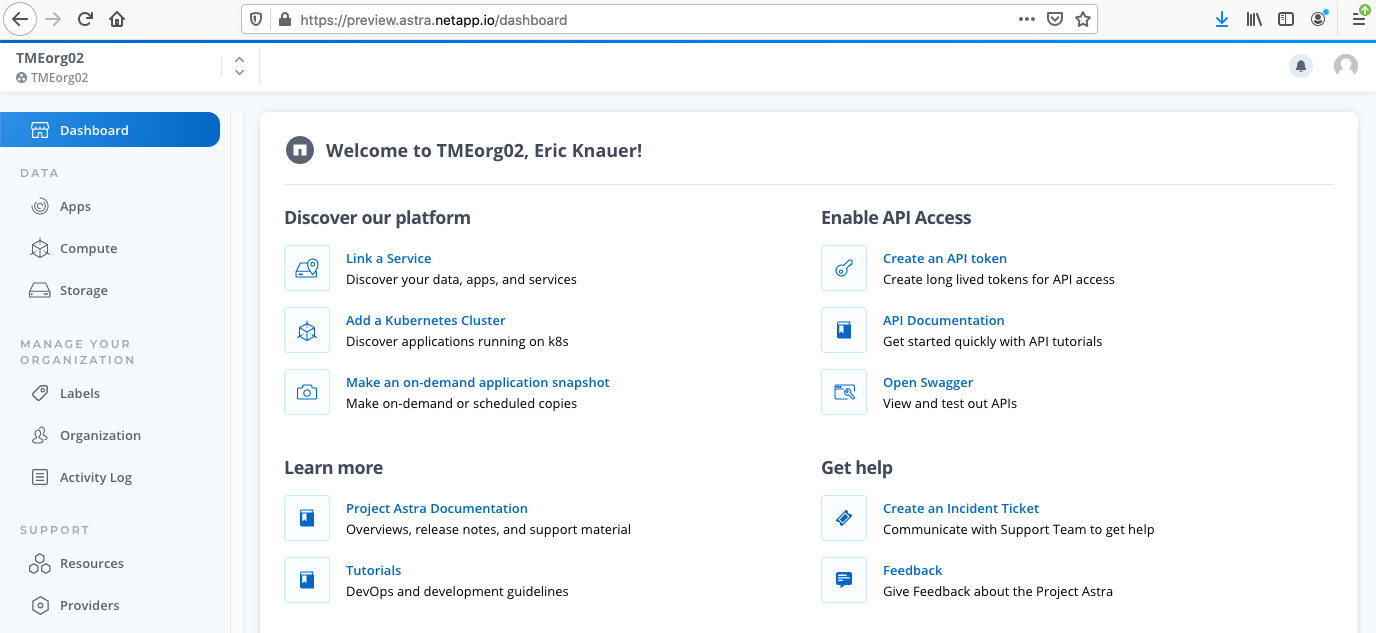 https://preview.astra.netapp.io/dashboard
TMEorg02
TMEorg02
Dashboard
DATA
Apps
Compute
Storage
MANAGE YOUR
ORGANIZATION
Labels
Organization
Activity Log
SUPPORT
Resources
Providers
Welcome to TMEorg02, Eric Knauer!
Discover our platform
Link a Service
Discover your data, apps, and services
Add a Kubernetes Cluster
Discover applications running on k8s
Make an on-demand application snapshot
Make on-demand or scheduled copies
Enable API Access
Create an API token
Create long lived tokens for API access
API Documentation
Get started quickly with API tutorials
Open Swagger
View and test out APIs
Learn more
Project Astra Documentation
Overviews, release notes, and support material
Tutorials
DevOps and development guidelines
Get help
Create an Incident Ticket
Communicate with Support Team to get help
Feedback
Give Feedback about the Project Astra